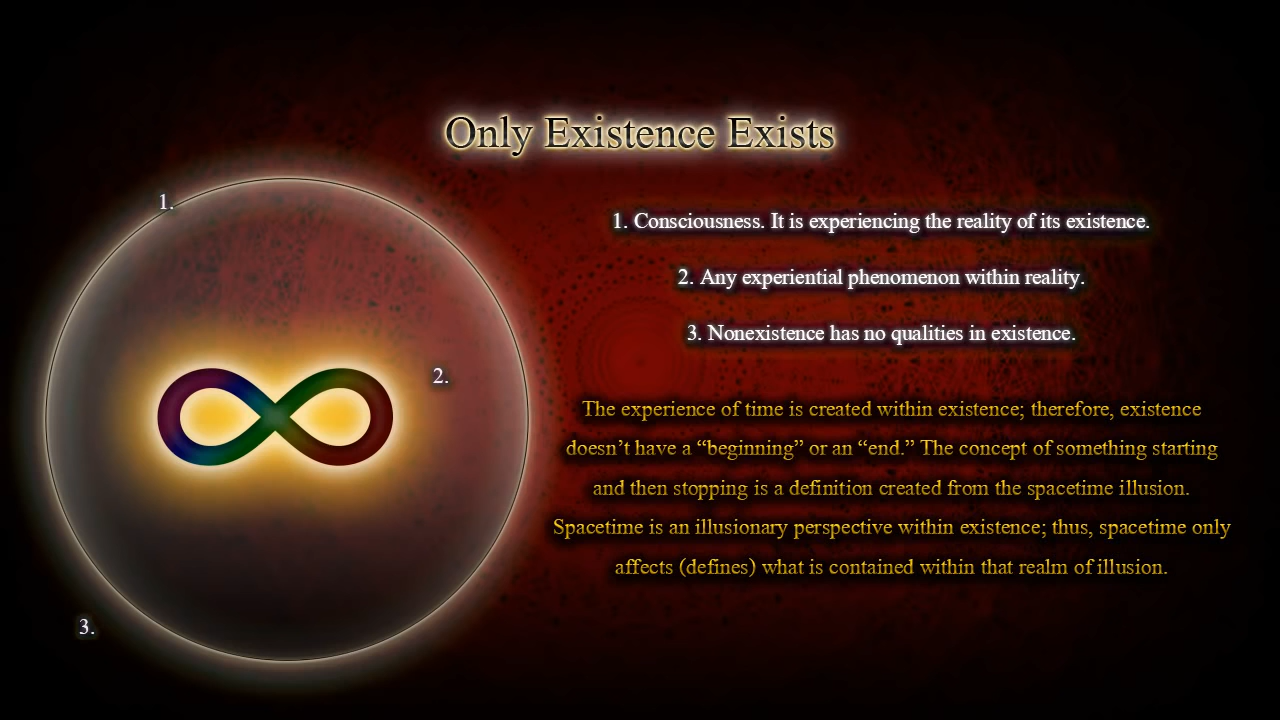 Only Existence Exists
1.
1. Consciousness. It is experiencing the reality of its existence.
2. Any experiential phenomenon within reality.
3. Nonexistence has no qualities in existence.
2.
The experience of time is created within existence; therefore, existence
doesn’t have a “beginning” or an “end.” The concept of something starting
and then stopping is a definition created from the spacetime illusion.
Spacetime is an illusionary perspective within existence; thus, spacetime only
affects (defines) what is contained within that realm of illusion.
3.